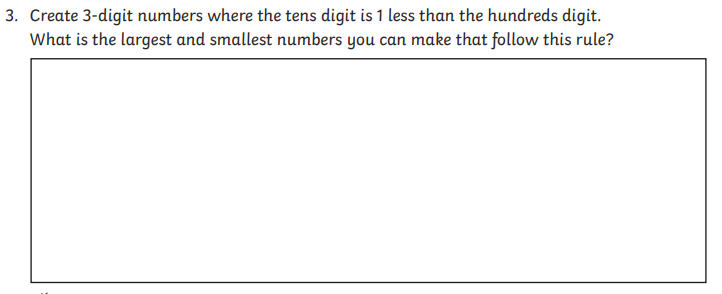 3. Create 3-digit numbers where the tens digit is 1 less than the hundreds digit.
What is the largest and smallest numbers you can make that follow this rule?